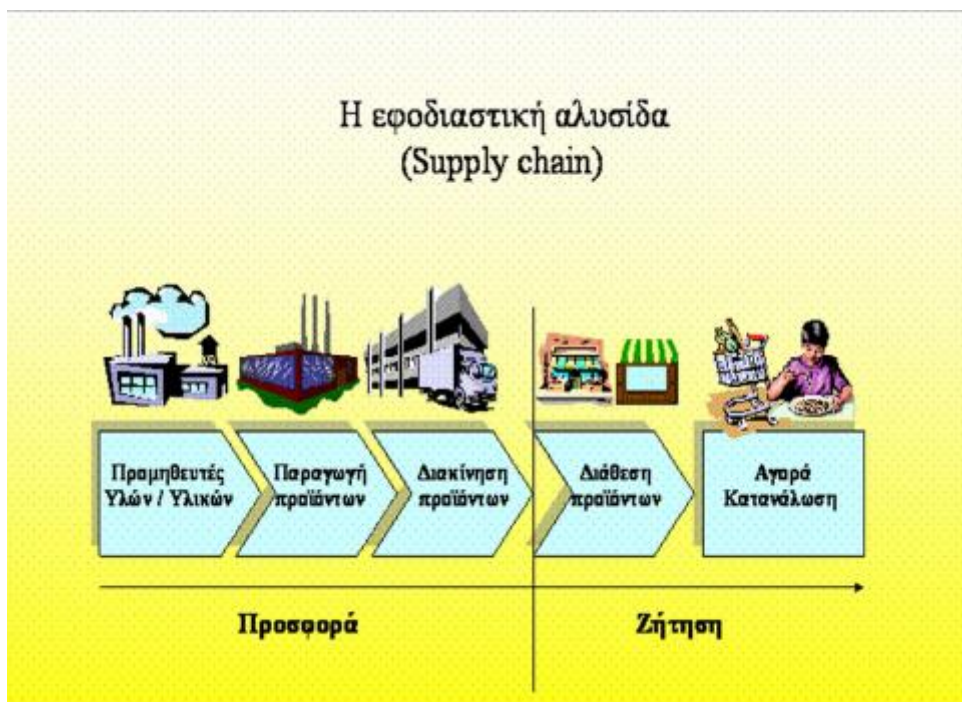 Η εφοδιαστική αλυσίδα
(Supply chain)
Προμηθευτές
Υλών / Υλικών
Παραγωγή
προϊόντων
Διακίνηση
προϊόντων
Διάθεση
προϊόντων
Αγορά
Κατανάλωση
Προσφορά
Ζήτηση